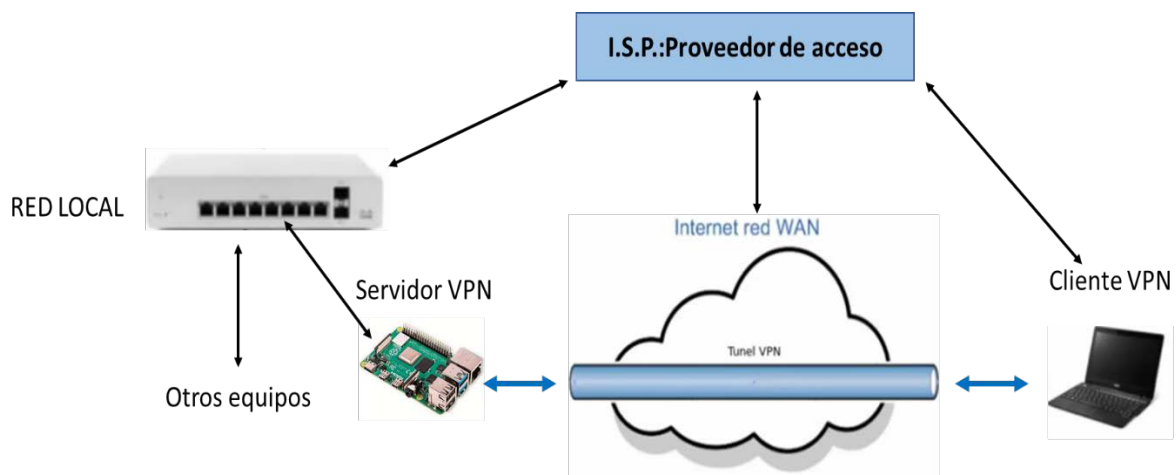 I.S.P.:Proveedor de acceso
RED LOCAL
Internet red WAN
Servidor VPN
Cliente VPN
Tunel VPN
Otros equipos